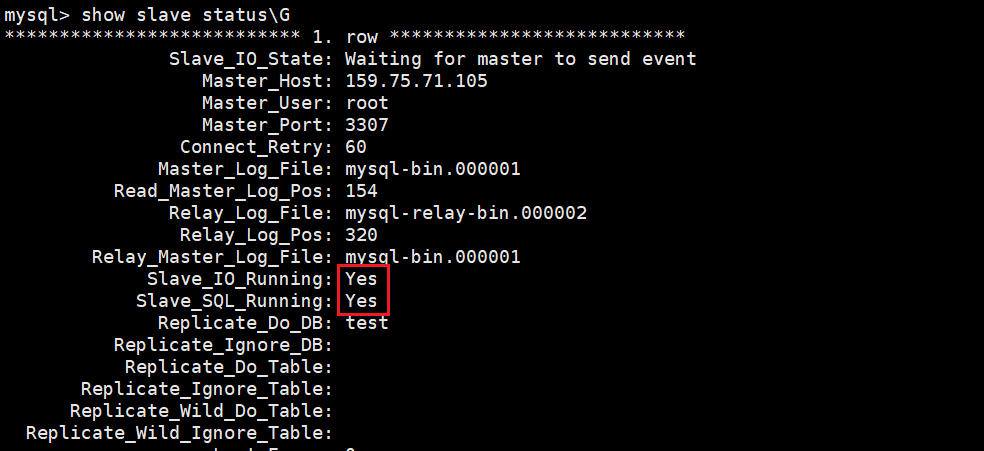 mysql> show slave status\G
*************************** 1. row ***************************
Slave_IO_State: Waiting for master to send event
Master_Host: 159.75.71.105
Master_User: root
Master_Port: 3307
Connect_Retry: 60
Master_Log_File: mysql-bin.000001
Read_Master_Log_Pos: 154
Relay_Log_File: mysql-relay-bin.000002
Relay_Log_Pos: 320
Relay_Master_Log_File: mysql-bin.000001
Slave_IO_Running: Yes
Slave_SQL_Running: Yes
Replicate_Do_DB: test
Replicate_Ignore_DB:
Replicate_Do_Table:
Replicate_Ignore_Table:
Replicate_Wild_Do_Table:
Replicate_Wild_Ignore_Table: